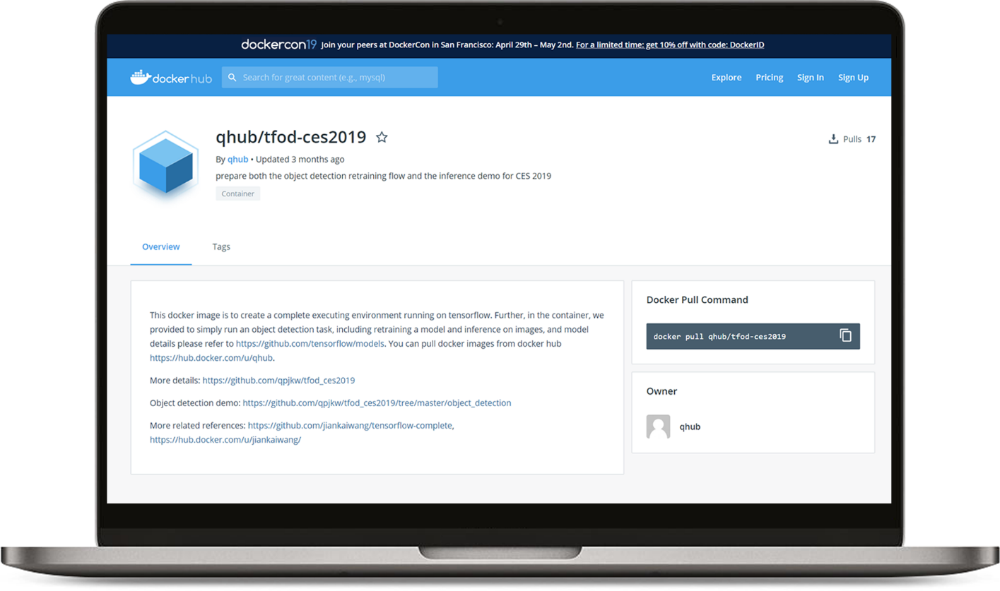 dockercon19 Join your peers at DockerCon in San Francisco: April 29th – May 2nd. For a limited time: get 10% off with code: DockerID
docker hub
Search for great content (e.g., mysql)
Explore
Pricing
Sign In
Sign Up
qhub/tfod-ces2019
Pulls 17
By qhub • Updated 3 months ago
prepare both the object detection retraining flow and the inference demo for CES 2019
Container
Overview
Tags
This docker image is to create a complete executing environment running on tensorflow. Further, in the container, we
provided to simply run an object detection task, including retraining a model and inference on images, and model
details please refer to https://github.com/tensorflow/models. You can pull docker images from docker hub
https://hub.docker.com/u/qhub.
More details: https://github.com/qpjkw/tfod_ces2019
Object detection demo: https://github.com/qpjkw/tfod_ces2019/tree/master/object_detection
More related references: https://github.com/jiankaiwang/tensorflow-complete,
https://hub.docker.com/u/jiankaiwang/
Docker Pull Command
docker pull qhub/tfod-ces2019
Owner
qhub